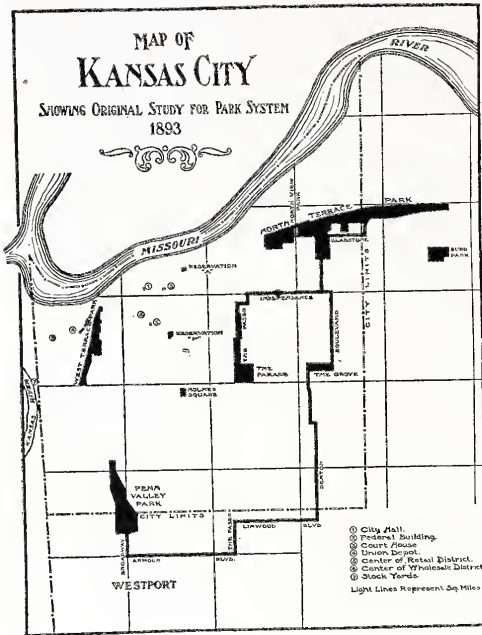 MAP OF
KANSAS CITY
SHOWING ORIGINAL STUDY FOR PARK SYSTEM
1893
RIVER
MISSOURI
NORTH TERRACE PARK
GLADSTONE
BUDD
PARK
CITY LIMITS
RESERVATION
INDEPENDENCE
BOULEVARD
THE PASEO
WEST TERRACE PARK
RESERVATION
THE
PARADE
THE GROVE
HOLMES
SQUARE
KANSAS RIVER
BENTON
PENN
VALLEY
PARK
CITY LIMITS
THE PASEO
LINWOOD BLVD
BROADWAY
ARMOUR BLVD.
WESTPORT
① City Hall.
② Federal Building
③ Court House
④ Union Depot.
⑤ Center of Retail District.
⑥ Center of Wholesale District
⑦ Stock Yards.
Light Lines Represent Sq. Miles